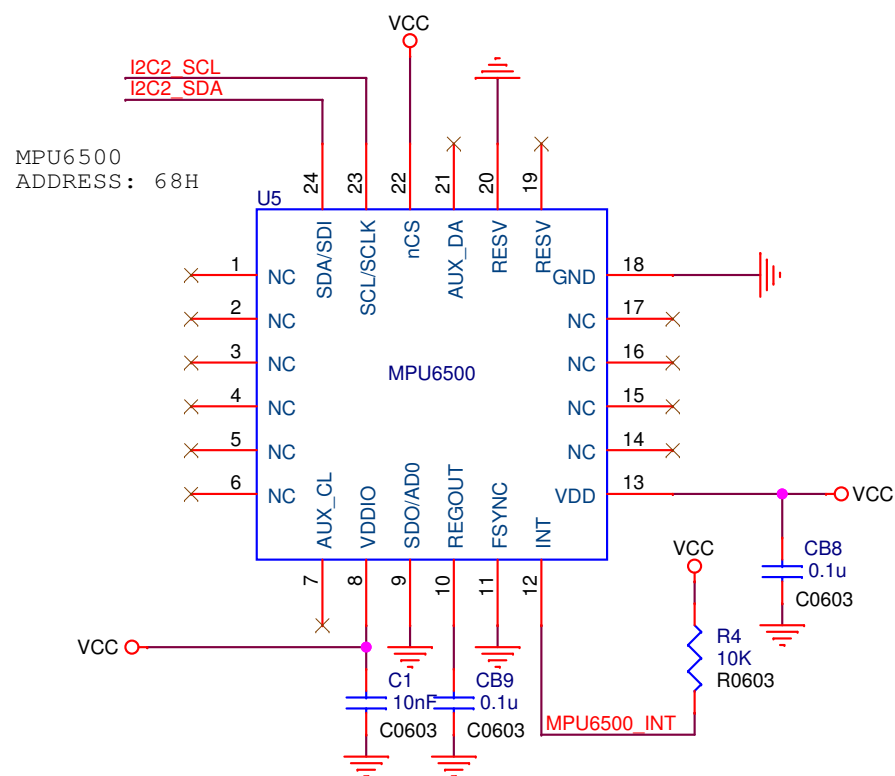 VCC
I2C2_SCL
I2C2_SDA
MPU6500
ADDRESS: 68H
24
23
22
21
20
19
U5
SDA/SDI
SCL/SCLK
nCS
AUX_DA
RESV
RESV
1
NC
2
NC
3
NC
4
NC
5
NC
6
NC
GND
18
NC
17
NC
16
NC
15
NC
14
VDD
13
MPU6500
VCC
AUX_CL
VDDIO
SDO/AD0
REGOUT
FSYNC
INT
7
8
9
10
11
12
VCC
CB8
0.1u
C0603
VCC
R4
10K
R0603
C1
10nF
C0603
CB9
0.1u
C0603
MPU6500_INT